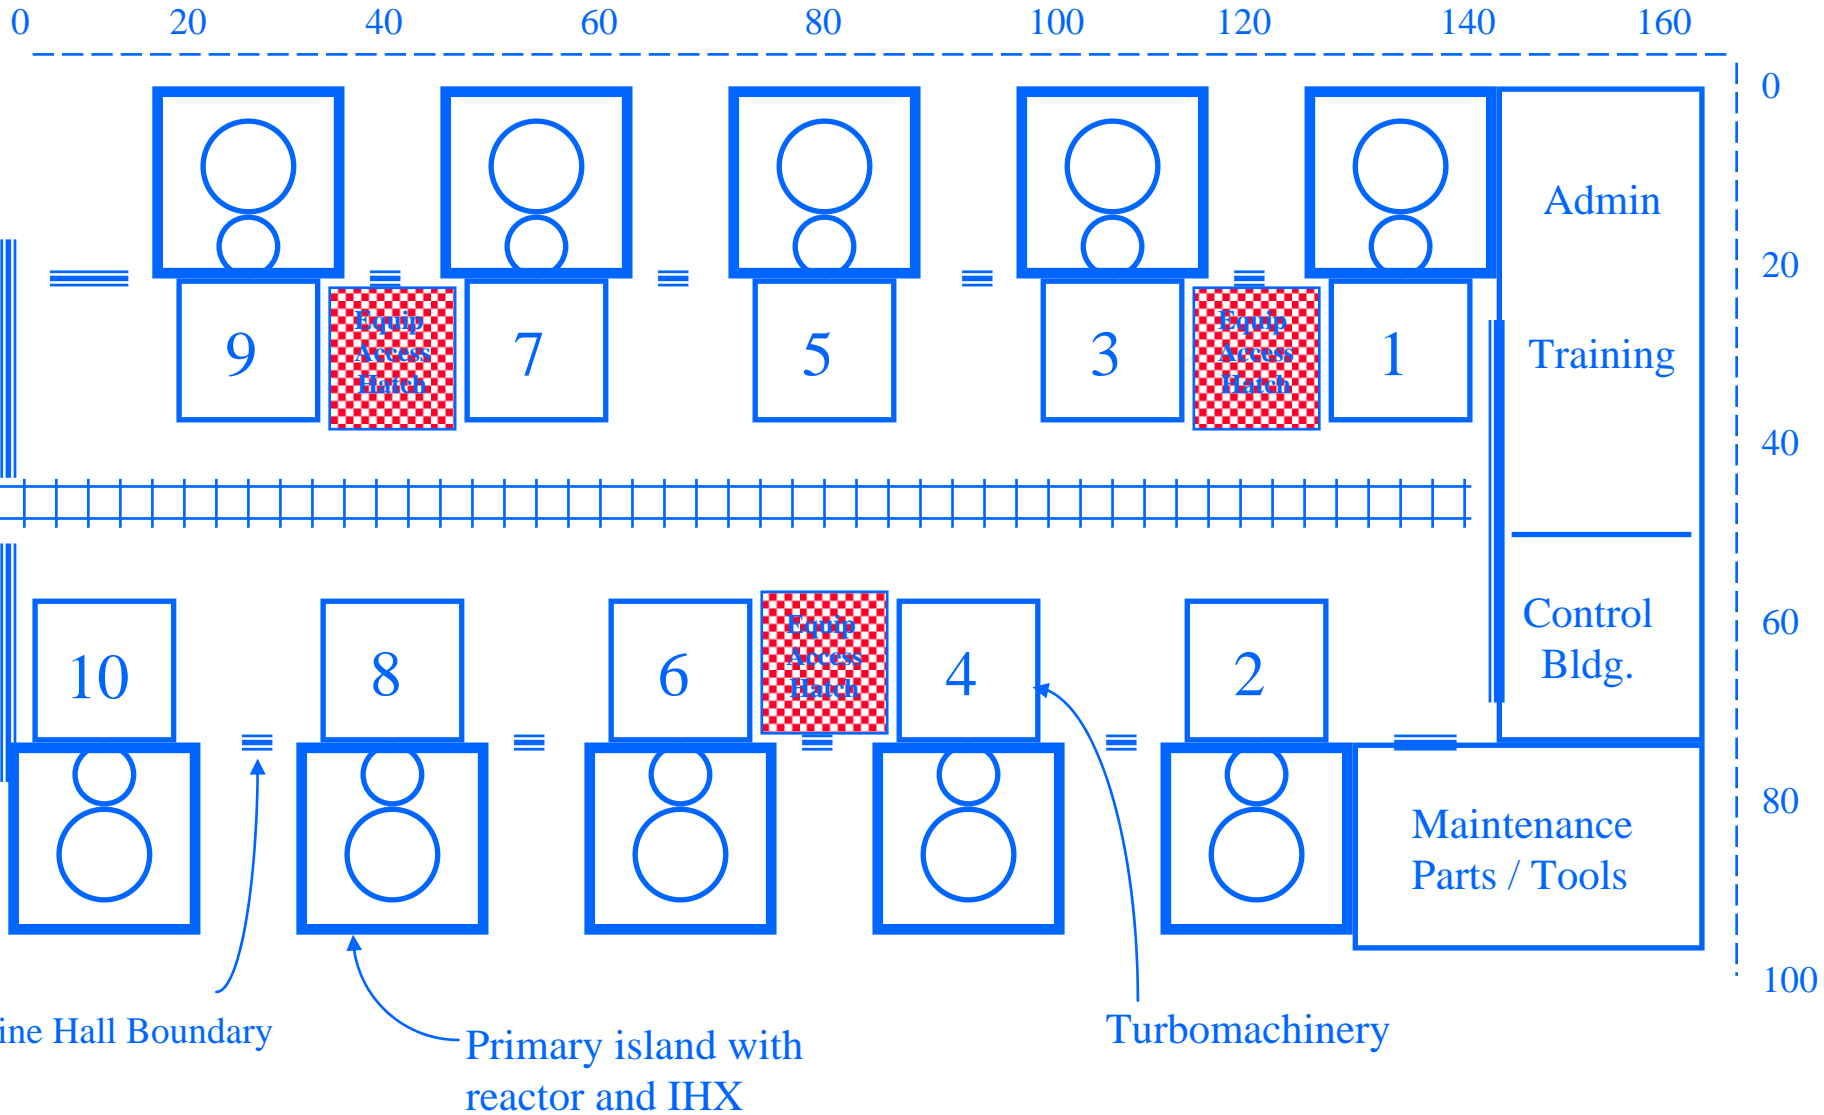 0 20 40 60 80 100 120 140 160
0
Admin
20
Equip
Access
Hatch
Equip
Access
Hatch
9 7 5 3 1
Training
40
Control
Bldg.
60
Equip
Access
Hatch
10 8 6 4 2
80
Maintenance
Parts / Tools
100
ine Hall Boundary
Primary island with
reactor and IHX
Turbomachinery